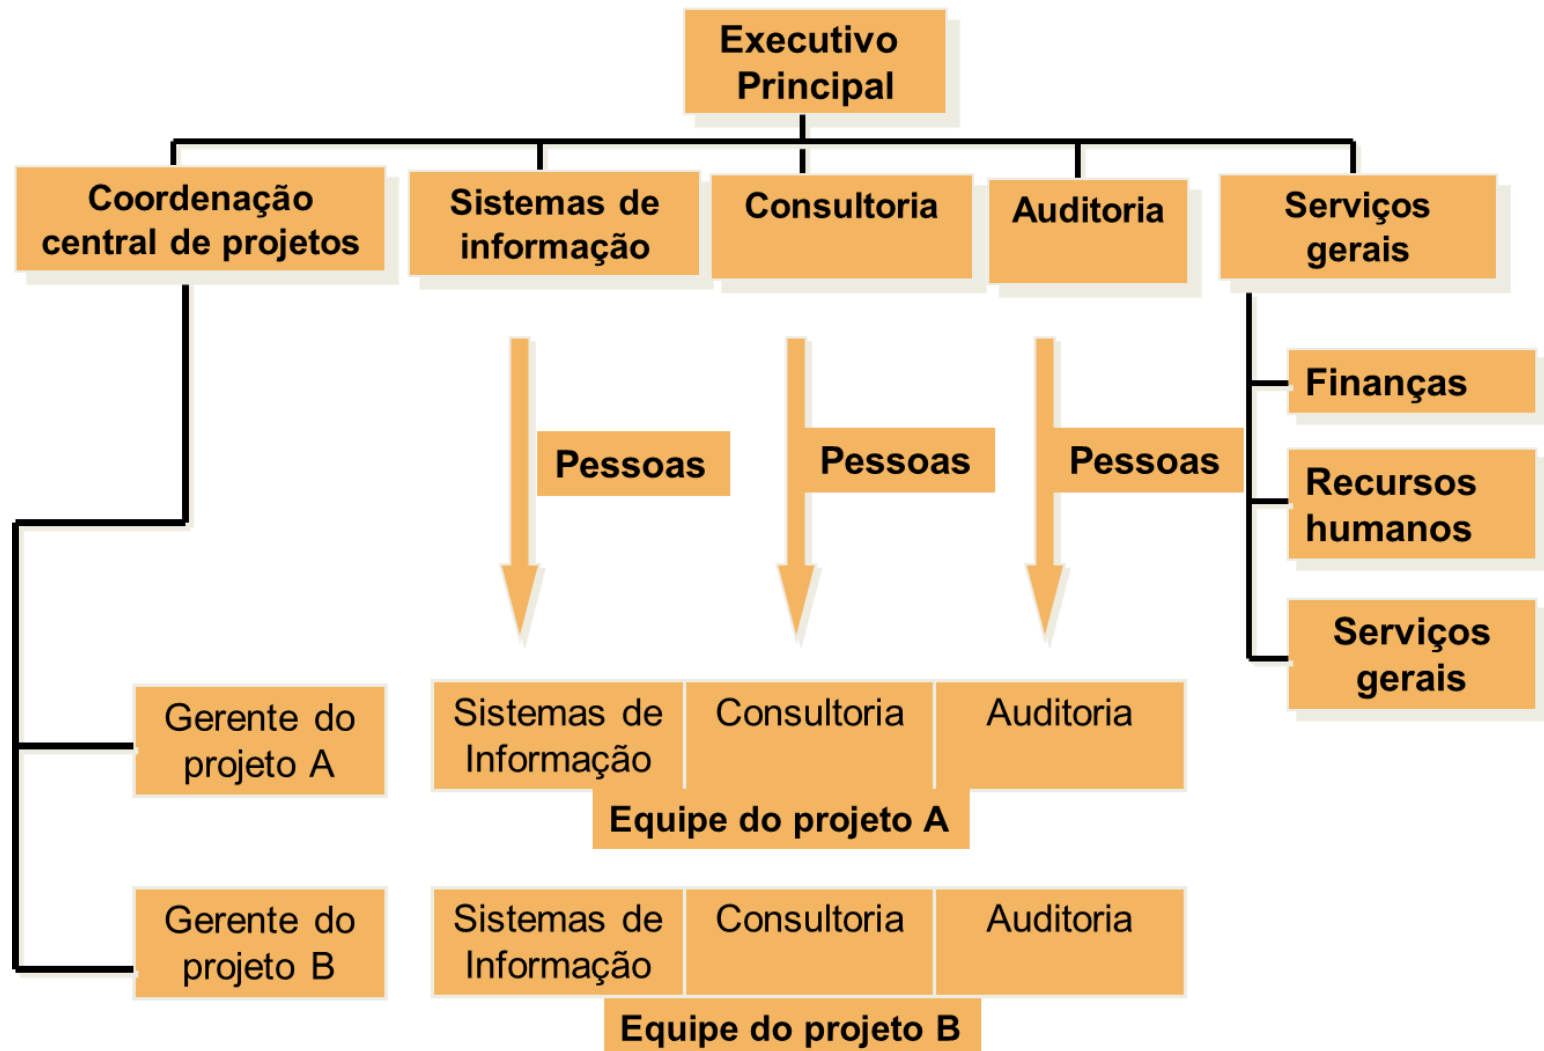 Executivo
Principal
Coordenação
central de projetos
Sistemas de
informação
Consultoria
Auditoria
Serviços
gerais
Pessoas
Pessoas
Pessoas
Finanças
Recursos
humanos
Serviços
gerais
Gerente do
projeto A
Sistemas de
Informação
Consultoria
Auditoria
Equipe do projeto A
Gerente do
projeto B
Sistemas de
Informação
Consultoria
Auditoria
Equipe do projeto B